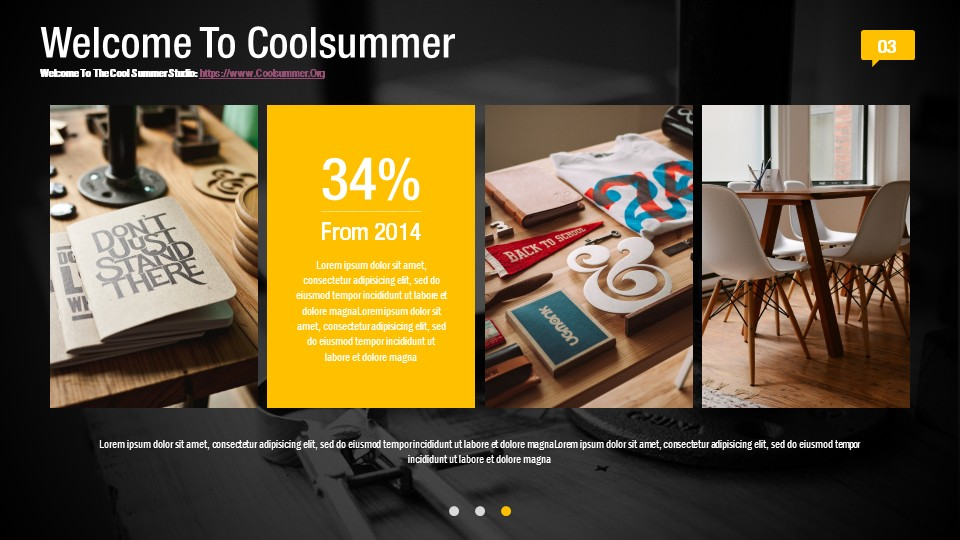 Welcome To Coolsummer
03
Welcome To The Cool Summer Studio: https://www.Coolsummer.Org
DON'T
JUST
STAND
THERE
34%
From 2014
Lorem ipsum dolor sit amet,
consectetur adipisicing elit, sed do
eiusmod tempor incididunt ut labore et
dolore magnaLorem ipsum dolor sit
amet, consectetur adipisicing elit, sed
do eiusmod tempor incididunt ut
labore et dolore magna
3
BACK TO SCHOOL
&
UGMONK
Lorem ipsum dolor sit amet, consectetur adipisicing elit, sed do eiusmod tempor incididunt ut labore et dolore magnaLorem ipsum dolor sit amet, consectetur adipisicing elit, sed do eiusmod tempor
incididunt ut labore et dolore magna